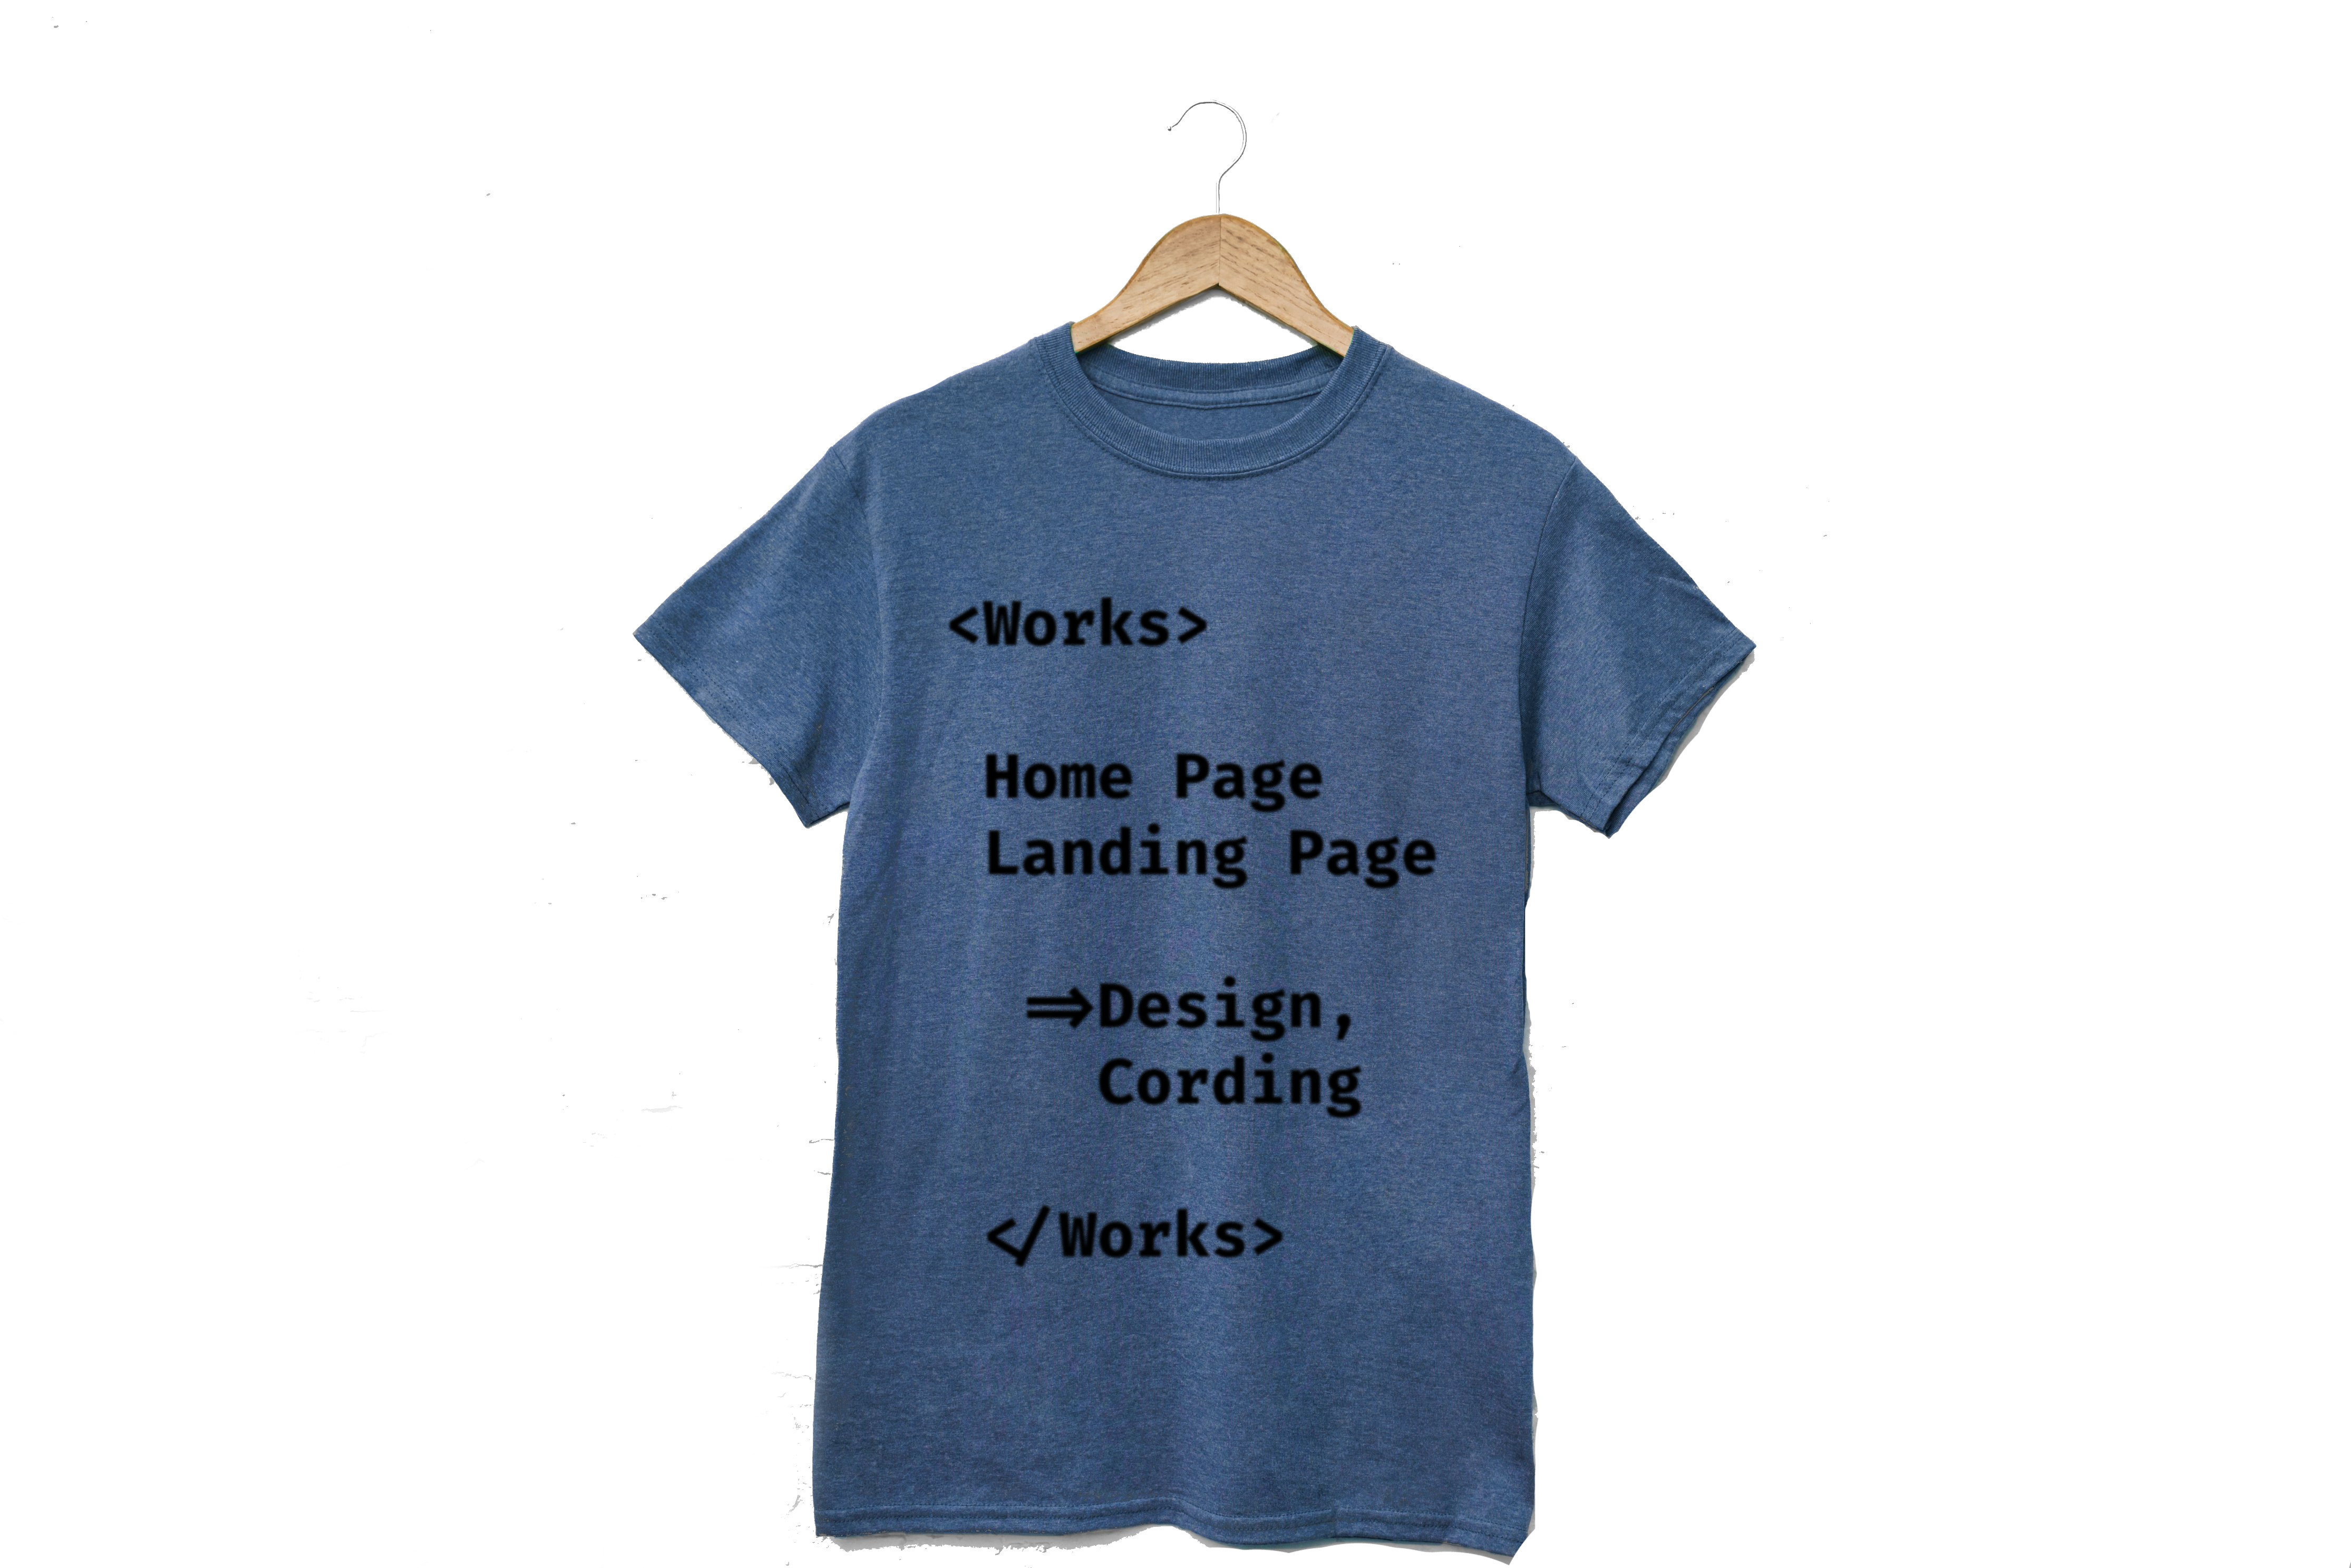 <Works>
Home Page
Landing Page
⇒Design,
Cording
</Works>